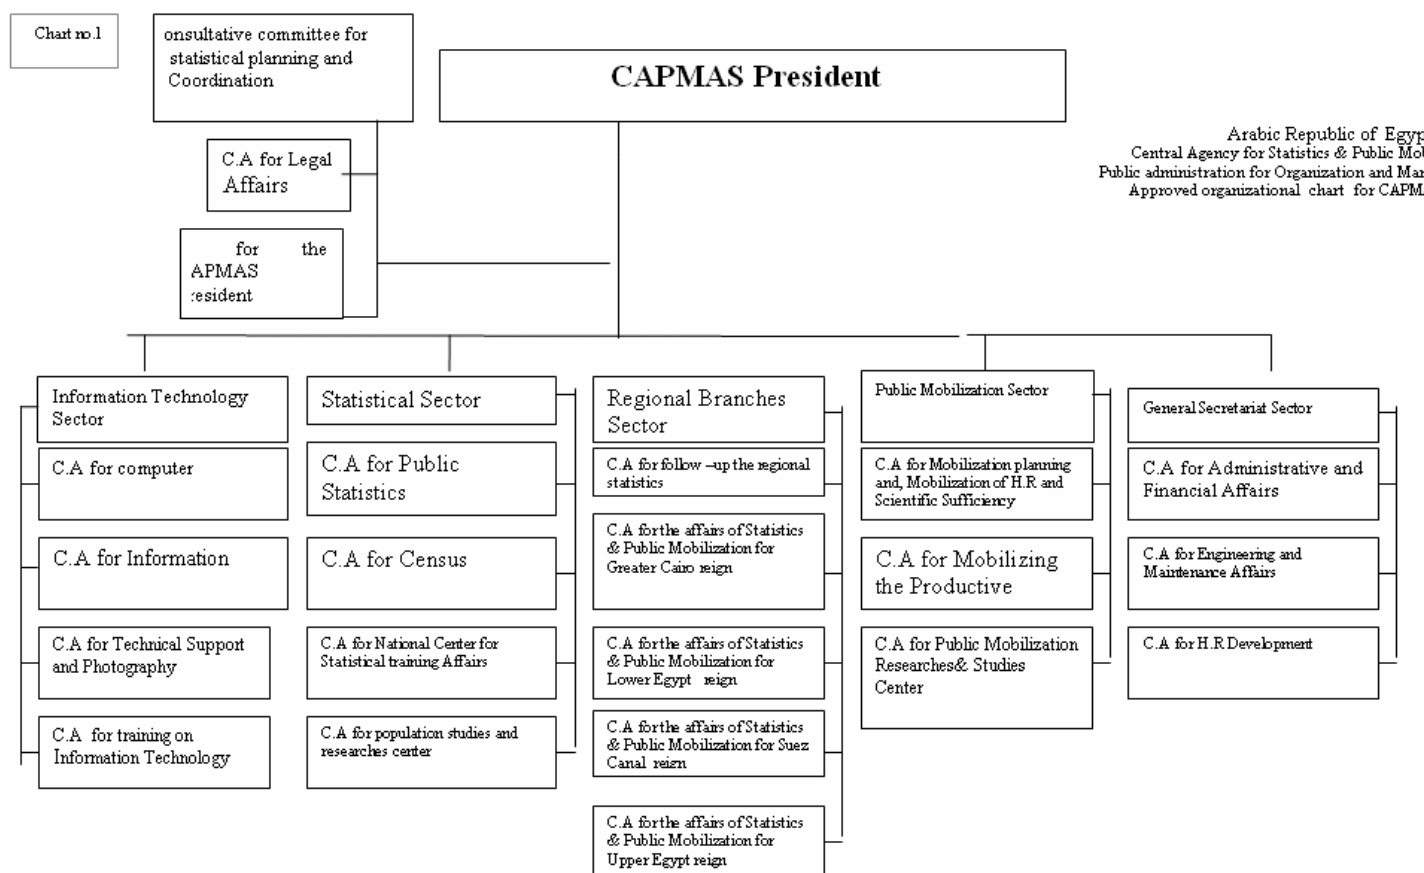 Chart no.1
onsultative committee for
statistical planning and
Coordination
CAPMAS President
Arabic Republic of Egyp
Central Agency for Statistics & Public Mob
Public administration for Organization and Man
Approved organizational chart for CAPMA
C.A for Legal
Affairs
for the
APMAS
resident
Information Technology
Sector
C.A for computer
C.A for Information
C.A for Technical Support
and Photography
C.A for training on
Information Technology
Statistical Sector
C.A for Public
Statistics
C.A for Census
C.A for National Center for
Statistical training Affairs
C.A for population studies and
researches center
Regional Branches
Sector
C.A for follow –up the regional
statistics
C.A for the affairs of Statistics
& Public Mobilization for
Greater Cairo reign
C.A for the affairs of Statistics
& Public Mobilization for
Lower Egypt reign
C.A for the affairs of Statistics
& Public Mobilization for Suez
Canal reign
C.A for the affairs of Statistics
& Public Mobilization for
Upper Egypt reign
Public Mobilization Sector
C.A for Mobilization planning
and, Mobilization of H.R and
Scientific Sufficiency
C.A for Mobilizing
the Productive
C.A for Public Mobilization
Researches& Studies
Center
General Secretariat Sector
C.A for Administrative and
Financial Affairs
C.A for Engineering and
Maintenance Affairs
C.A for H.R Development